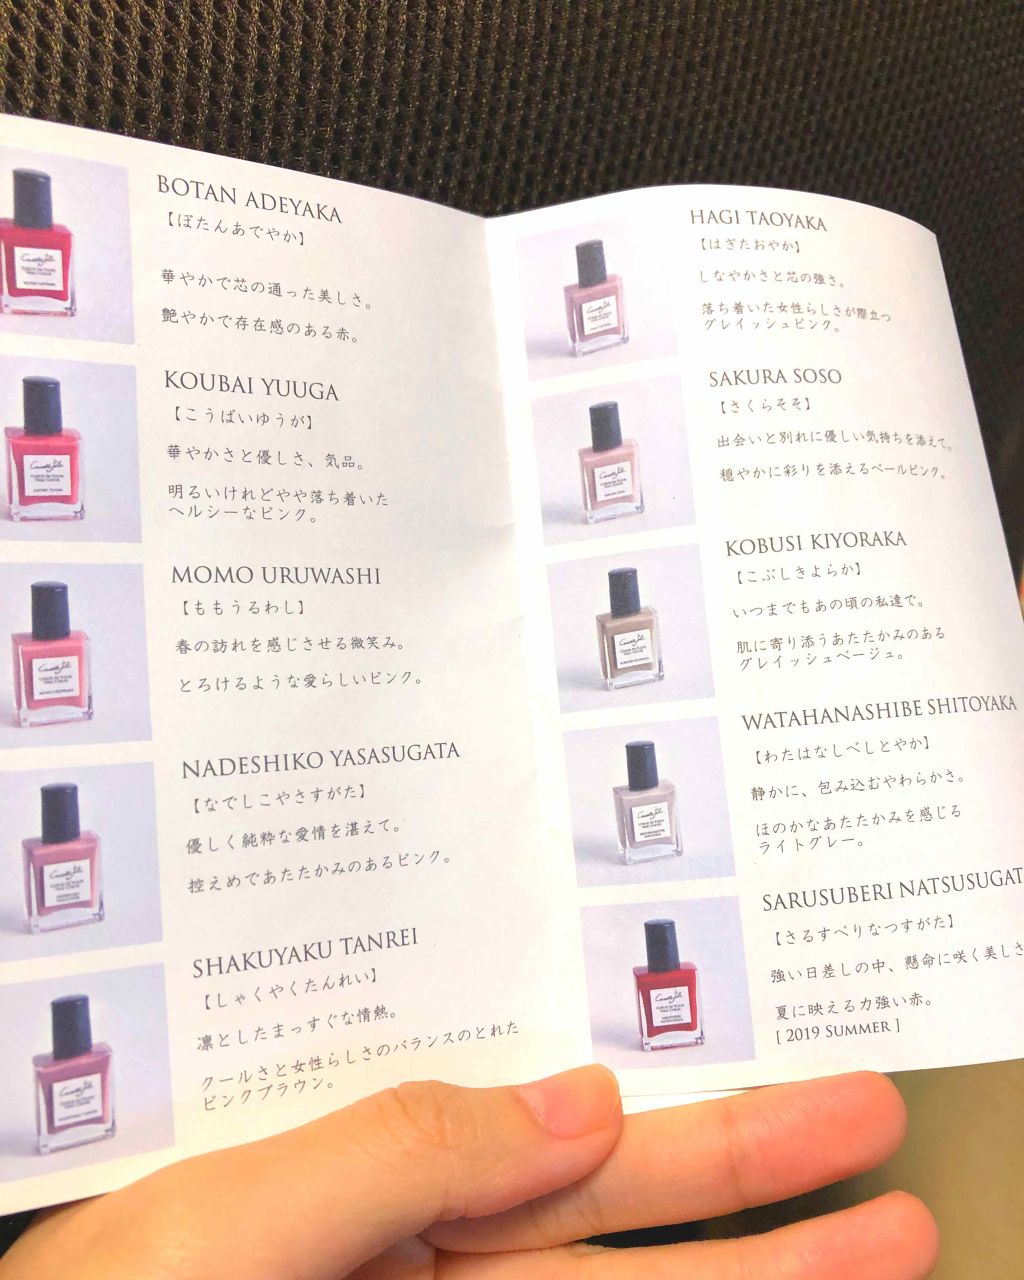 BOTAN ADEYAKA
【ぼたんあでやか】
華やかで芯の通った美しさ。
艶やかで存在感のある赤。
KOUBAI YUUGA
【こうばいゆうが】
華やかさと優しさ、気品。
明るいけれどやや落ち着いた
ヘルシーなピンク。
MOMO URUWASHI
【ももうるわし】
春の訪れを感じさせる微笑み。
とろけるような愛らしいピンク。
NADESHIKO YASASUGATA
【なでしこやさすがた】
優しく純粋な愛情を湛えて。
控えめであたたかみのあるピンク。
SHAKUYAKU TANREI
【しゃくやくたんれい】
凛としたまっすぐな情熱。
クールさと女性らしさのバランスのとれた
ピンクブラウン。
HAGI TAOYAKA
【はぎたおやか】
しなやかさと芯の強さ。
落ち着いた女性らしさが際立つ
グレイッシュピンク。
SAKURA SOSO
【さくらそそ】
出会いと別れに優しい気持ちを添えて。
穏やかに彩りを添えるペールピンク。
KOBUSI KIYORAKA
【こぶしきよらか】
いつまでもあの頃の私達で。
肌に寄り添うあたたかみのある
グレイッシュベージュ。
WATAHANASHIBE SHITOYAKA
【わたはなしべしとやか】
静かに、包み込むやわらかさ。
ほのかなあたたかみを感じる
ライトグレー。
SARUSUBERI NATSUSUGAT
【さるすべりなつすがた】
強い日差しの中、懸命に咲く美しさ
夏に映える力強い赤。
[ 2019 SUMMER ]